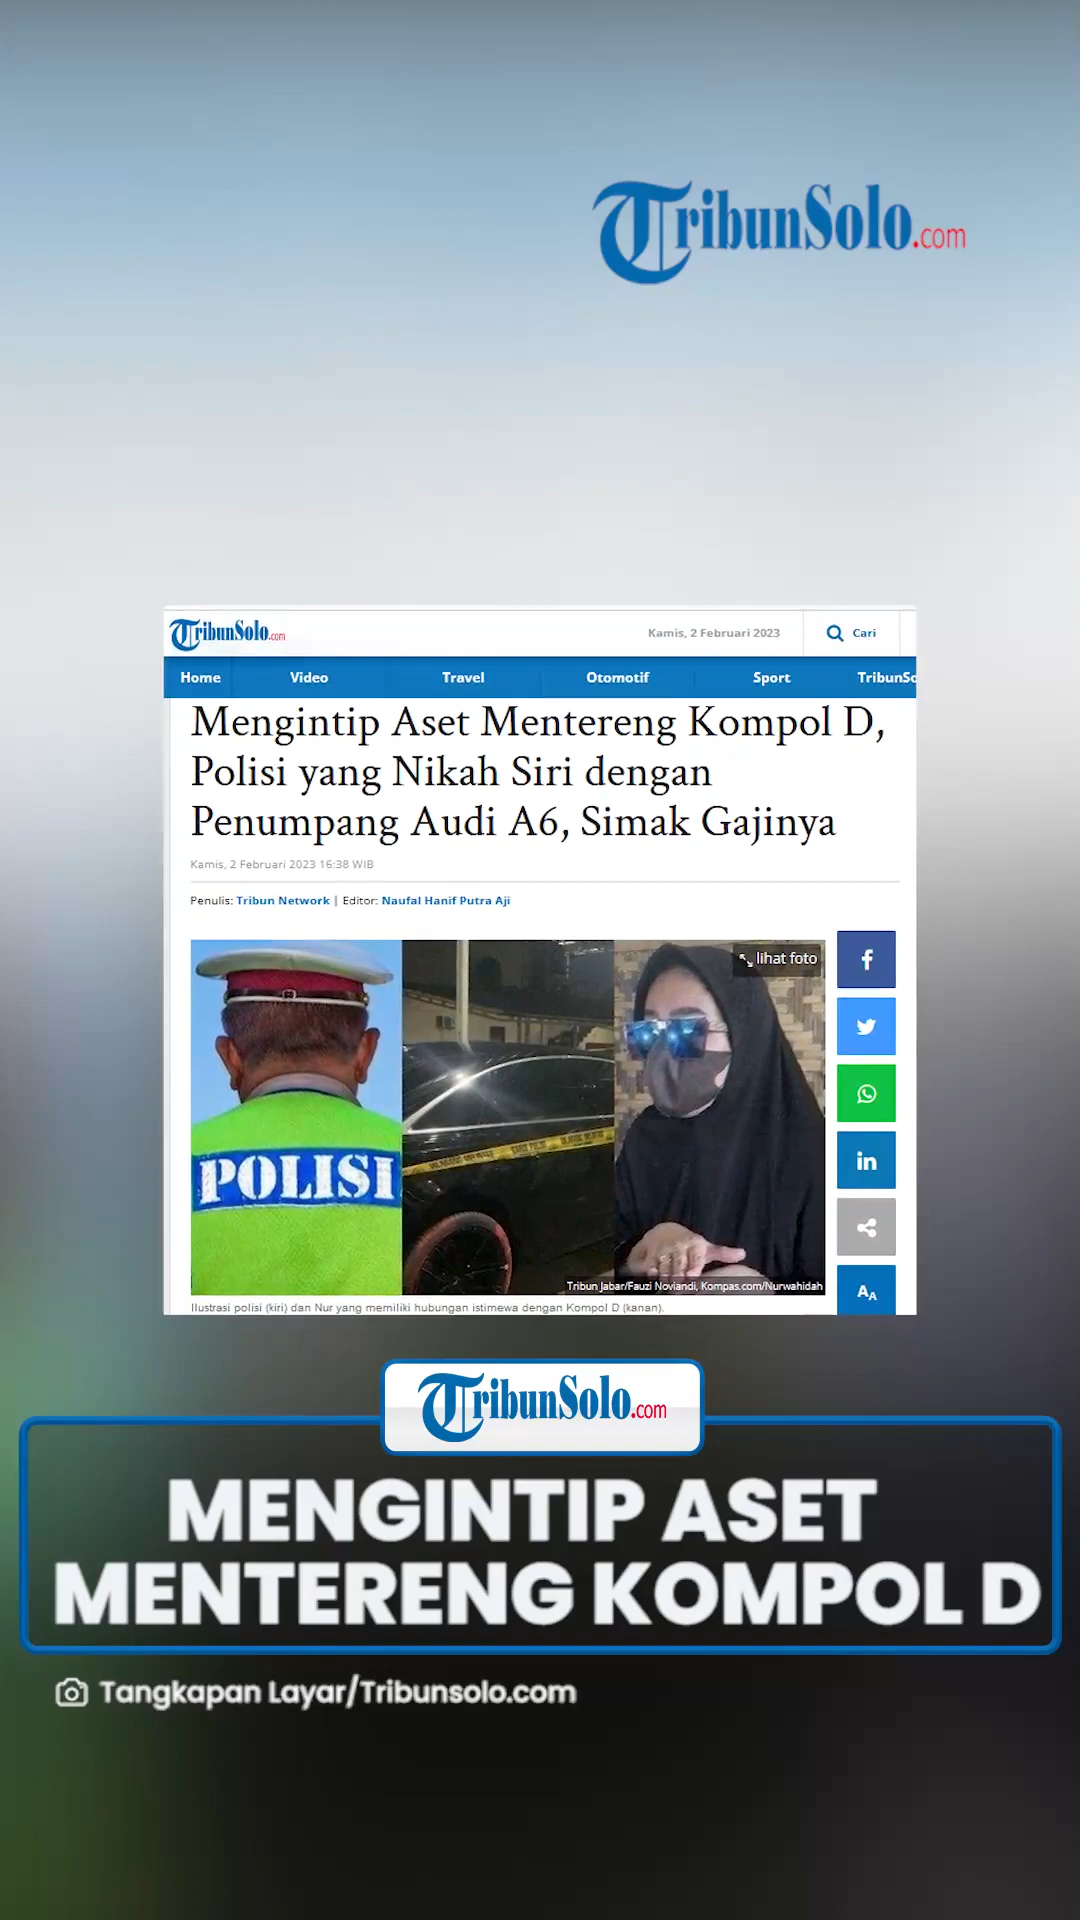 TribunSolo.com
TribunSolo.com
Kamis, 2 Februari 2023
Cari
Home Video Travel Otomotif Sport TribunSo
Mengintip Aset Mentereng Kompol D,
Polisi yang Nikah Siri dengan
Penumpang Audi A6, Simak Gajinya
Kamis, 2 Februari 2023 16:38 WIB
Penulis: Tribun Network | Editor: Naufal Hanif Putra Aji
lihat foto
POLISI
Tribun Jabar/Fauzi Noviandi, Kompas.com/Nurwahidah
Ilustrasi polisi (kiri) dan Nur yang memiliki hubungan istimewa dengan Kompol D (kanan).
AA
TribunSolo.com
MENGINTIP ASET
MENTERENG KOMPOL D
Tangkapan Layar/Tribunsolo.com